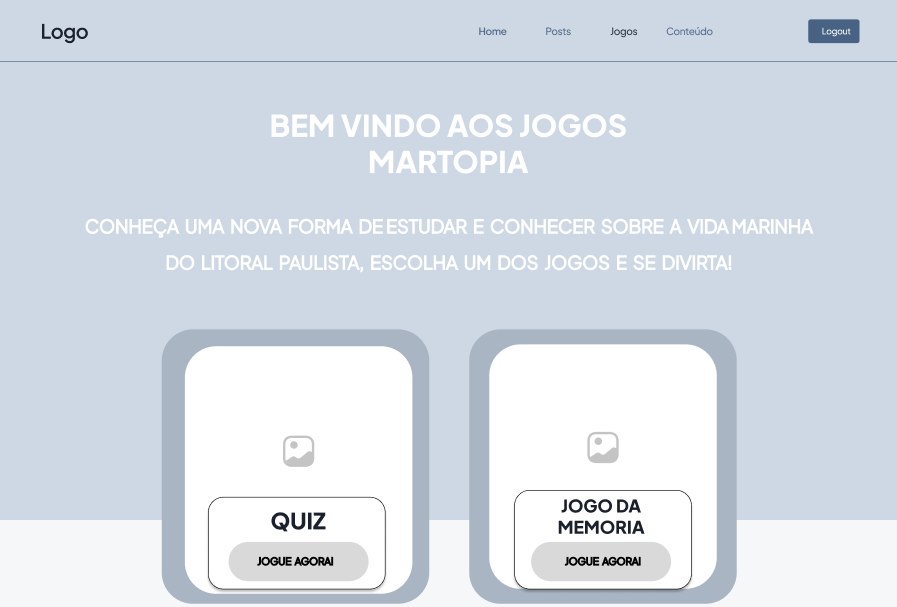 Logo
Home Posts Jogos Conteúdo Logout
BEM VINDO AOS JOGOS
MARTOPIA
CONHEÇA UMA NOVA FORMA DE ESTUDAR E CONHECER SOBRE A VIDA MARINHA
DO LITORAL PAULISTA, ESCOLHA UM DOS JOGOS E SE DIVIRTA!
QUIZ
JOGUE AGORA!
JOGO DA
MEMORIA
JOGUE AGORA!